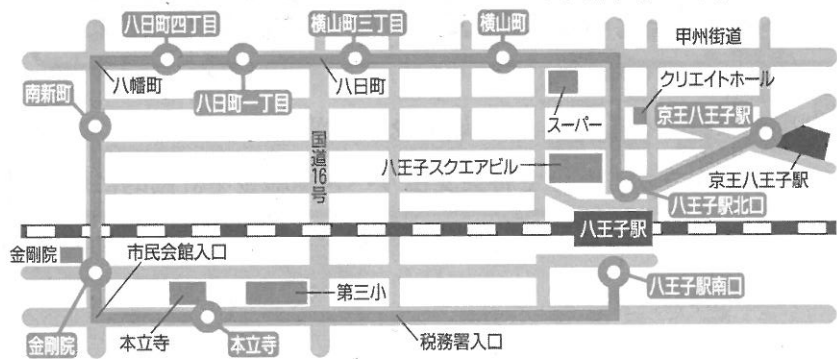 八日町四丁目
横山町三丁目
横山町
甲州街道
八幡町
八日町一丁目
八日町
クリエイトホール
南新町
スーパー
京王八王子駅
国道16号
八王子スクエアビル
京王八王子駅
八王子駅北口
八王子駅
金剛院
市民会館入口
八王子駅南口
第三小
金剛院
本立寺
本立寺
税務署入口